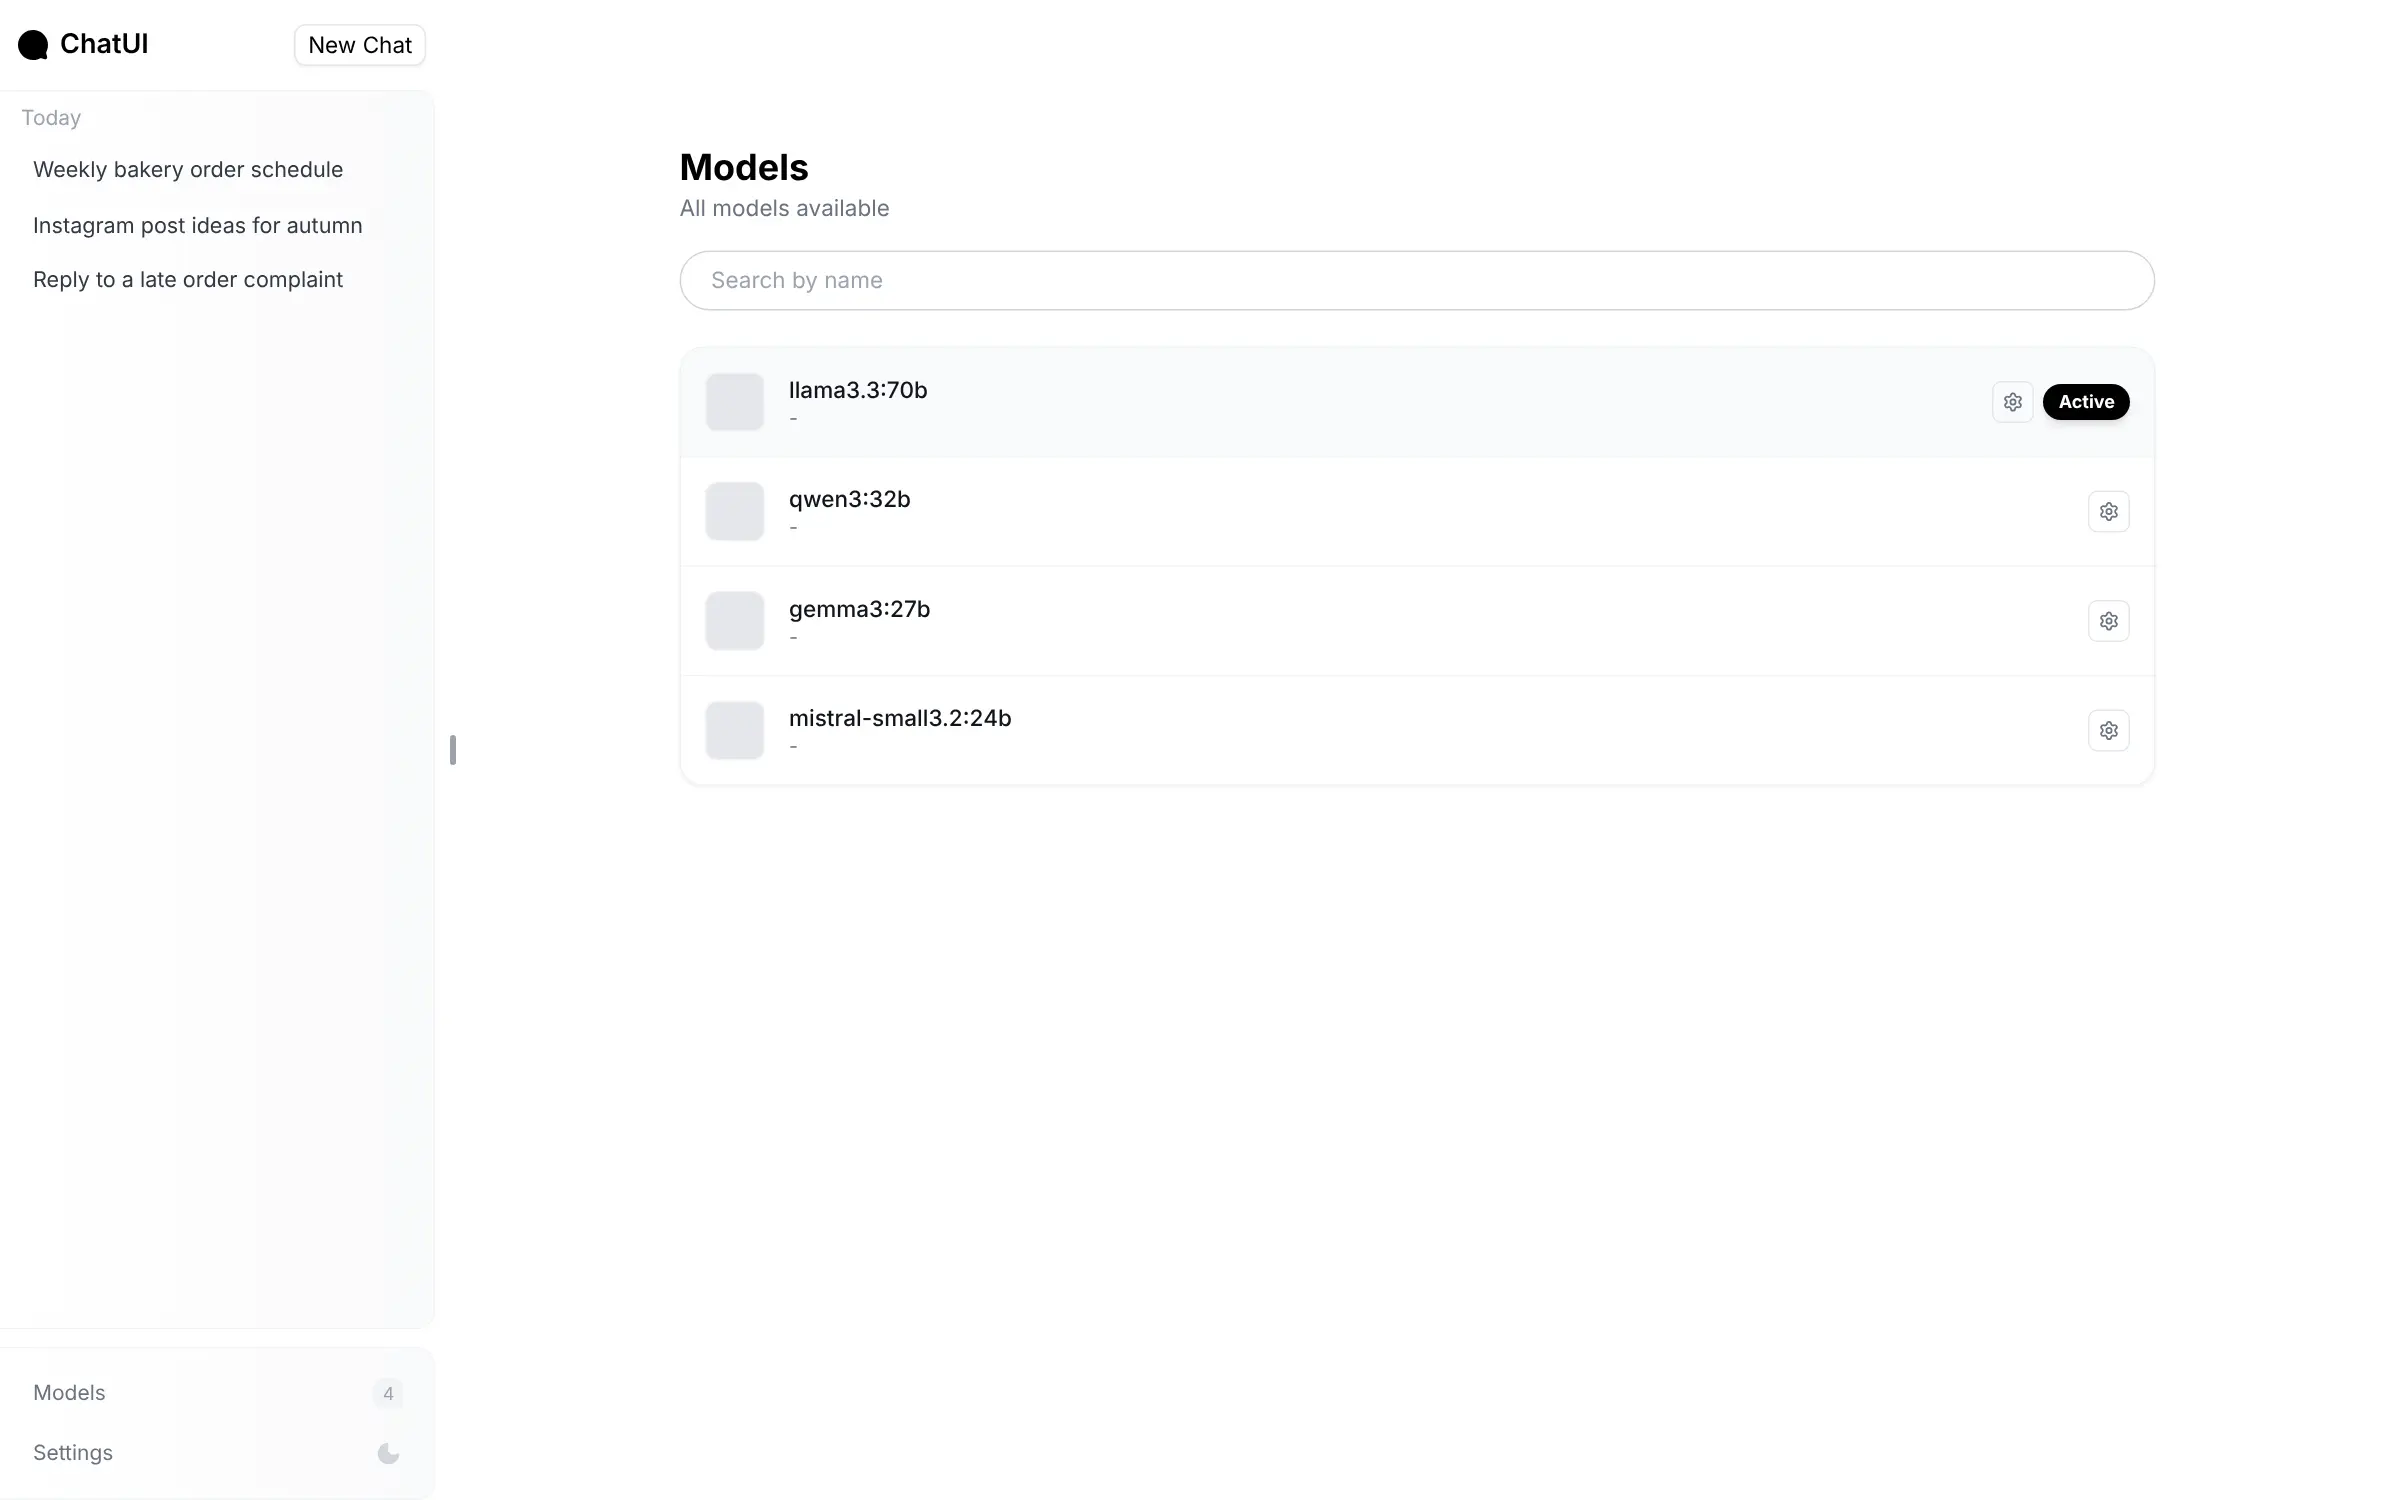 ChatUI
New Chat
Today
Weekly bakery order schedule
Instagram post ideas for autumn
Reply to a late order complaint
Models
4
Settings
Models
All models available
Search by name
llama3.3:70b
-
Active
qwen3:32b
-
gemma3:27b
-
mistral-small3.2:24b
-